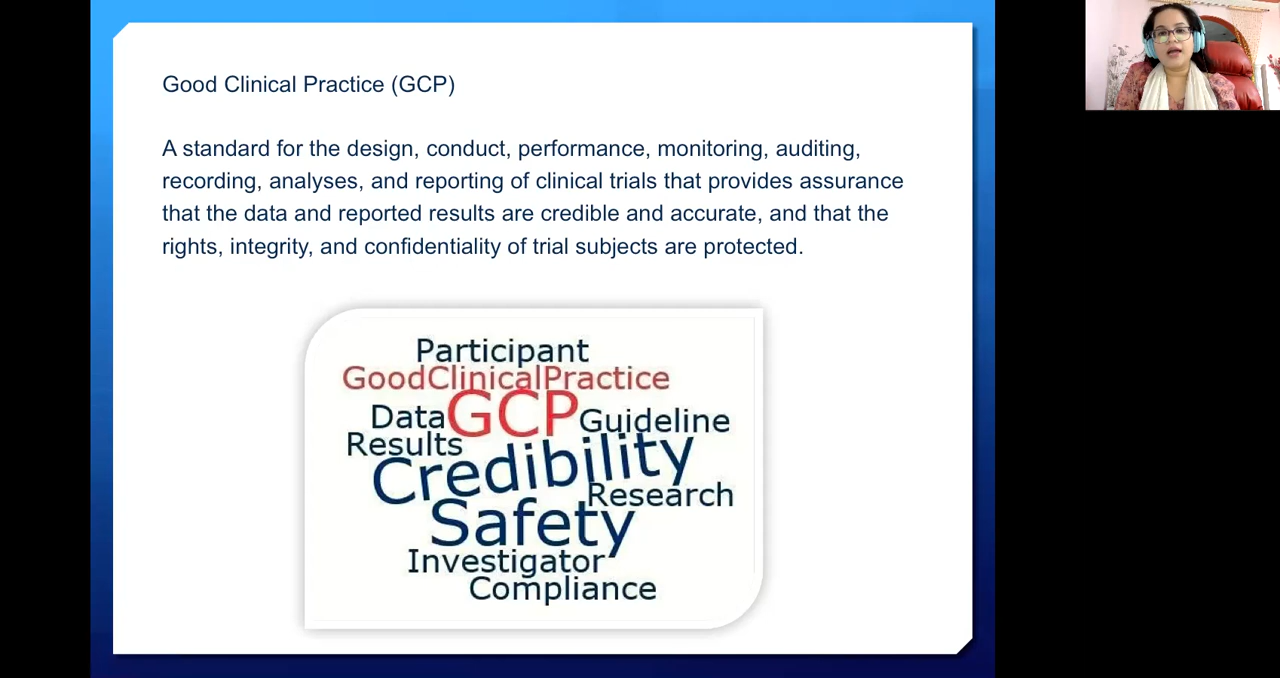 Good Clinical Practice (GCP)
A standard for the design, conduct, performance, monitoring, auditing,
recording, analyses, and reporting of clinical trials that provides assurance
that the data and reported results are credible and accurate, and that the
rights, integrity, and confidentiality of trial subjects are protected.
Participant
GoodClinicalPractice
Data GCP Guideline
Results
Credibility
Research
Safety
Investigator
Compliance